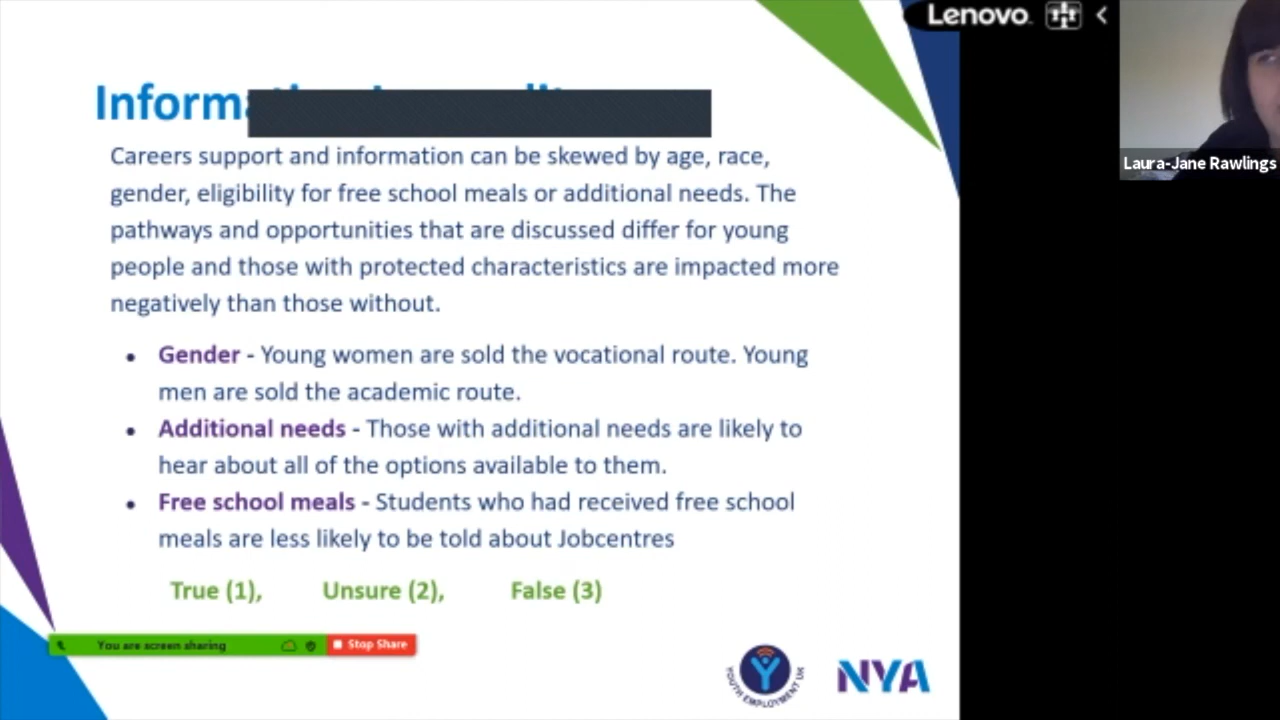 Lenovo
Careers support and information can be skewed by age, race,
gender, eligibility for free school meals or additional needs. The
pathways and opportunities that are discussed differ for young
people and those with protected characteristics are impacted more
negatively than those without.
• Gender - Young women are sold the vocational route. Young
men are sold the academic route.
• Additional needs - Those with additional needs are likely to
hear about all of the options available to them.
• Free school meals - Students who had received free school
meals are less likely to be told about Jobcentres
True (1), Unsure (2), False (3)
You are screen sharing Stop Share
YOUTH EMPLOYMENT UK
NYA
Laura-Jane Rawlings